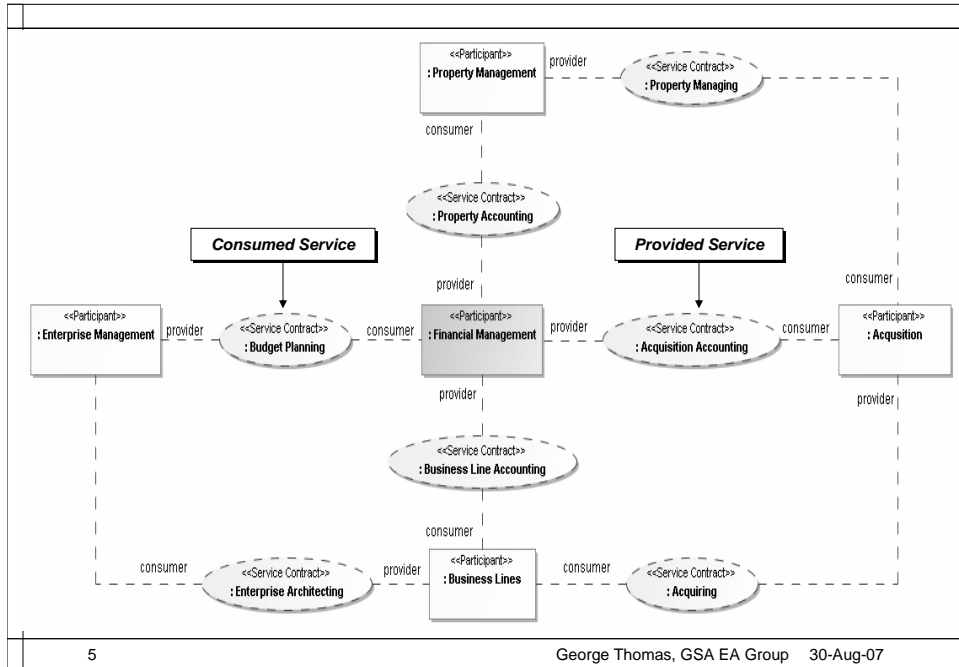 <<Participant>>
: Property Management
provider
<<Service Contract>>
: Property Managing
consumer
<<Service Contract>>
: Property Accounting
Consumed Service
Provided Service
provider
consumer
<<Participant>>
: Enterprise Management
provider
<<Service Contract>>
: Budget Planning
consumer
<<Participant>>
: Financial Management
provider
<<Service Contract>>
: Acquisition Accounting
consumer
<<Participant>>
: Acqusition
provider
provider
<<Service Contract>>
: Business Line Accounting
consumer
consumer
<<Service Contract>>
: Enterprise Architecting
provider
<<Participant>>
: Business Lines
consumer
<<Service Contract>>
: Acquiring
5
George Thomas, GSA EA Group 30-Aug-07